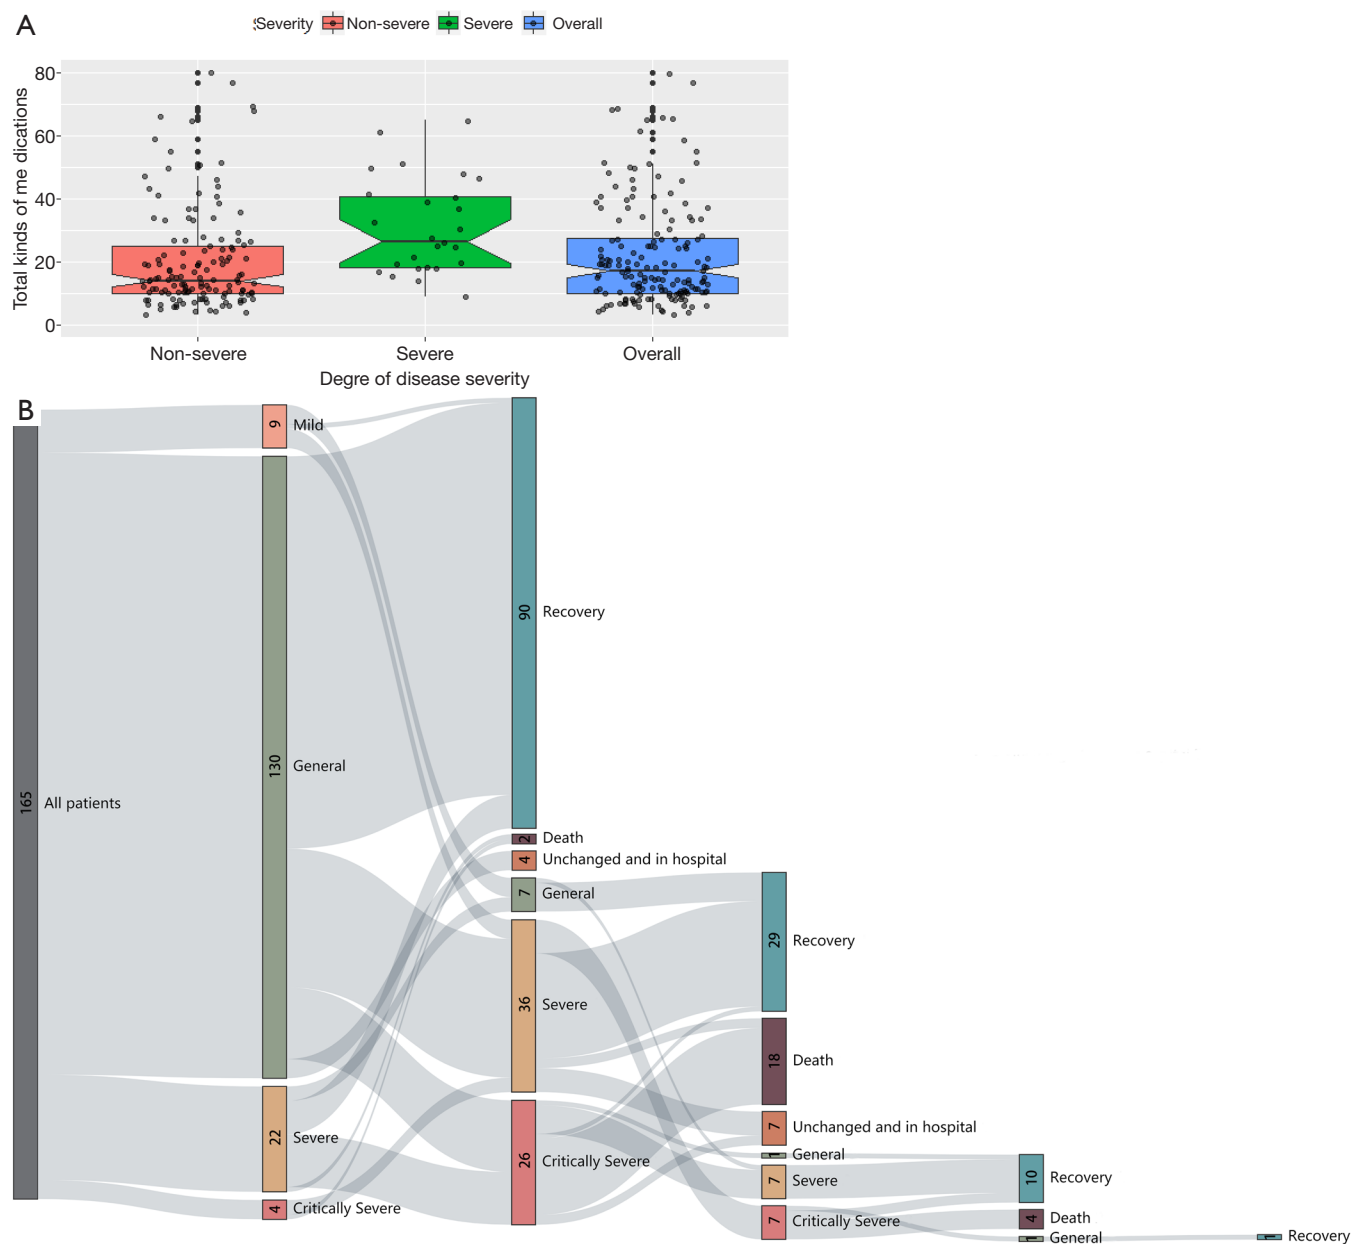 A
Severity Non-severe Severe Overall
Total kinds of me dications
80
60
40
20
0
Non-severe Severe Overall
Degre of disease severity
B
165 All patients
9 Mild
130 General
22 Severe
4 Critically Severe
90 Recovery
2 Death
4 Unchanged and in hospital
7 General
36 Severe
26 Critically Severe
29 Recovery
18 Death
7 Unchanged and in hospital
1 General
7 Severe
7 Critically Severe
10 Recovery
4 Death
1 General
1 Recovery